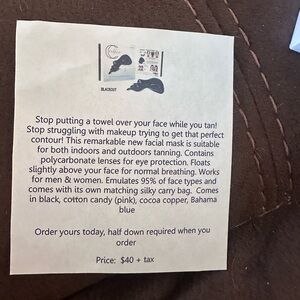 BLACKOUT
Stop putting a towel over your face while you tan!
Stop struggling with makeup trying to get that perfect
contour! This remarkable new facial mask is suitable
for both indoors and outdoors tanning. Contains
polycarbonate lenses for eye protection. Floats
slightly above your face for normal breathing. Works
for men & women. Emulates 95% of face types and
comes with its own matching silky carry bag. Comes
in black, cotton candy (pink), cocoa copper, Bahama
blue
Order yours today, half down required when you
order
Price: $40 + tax